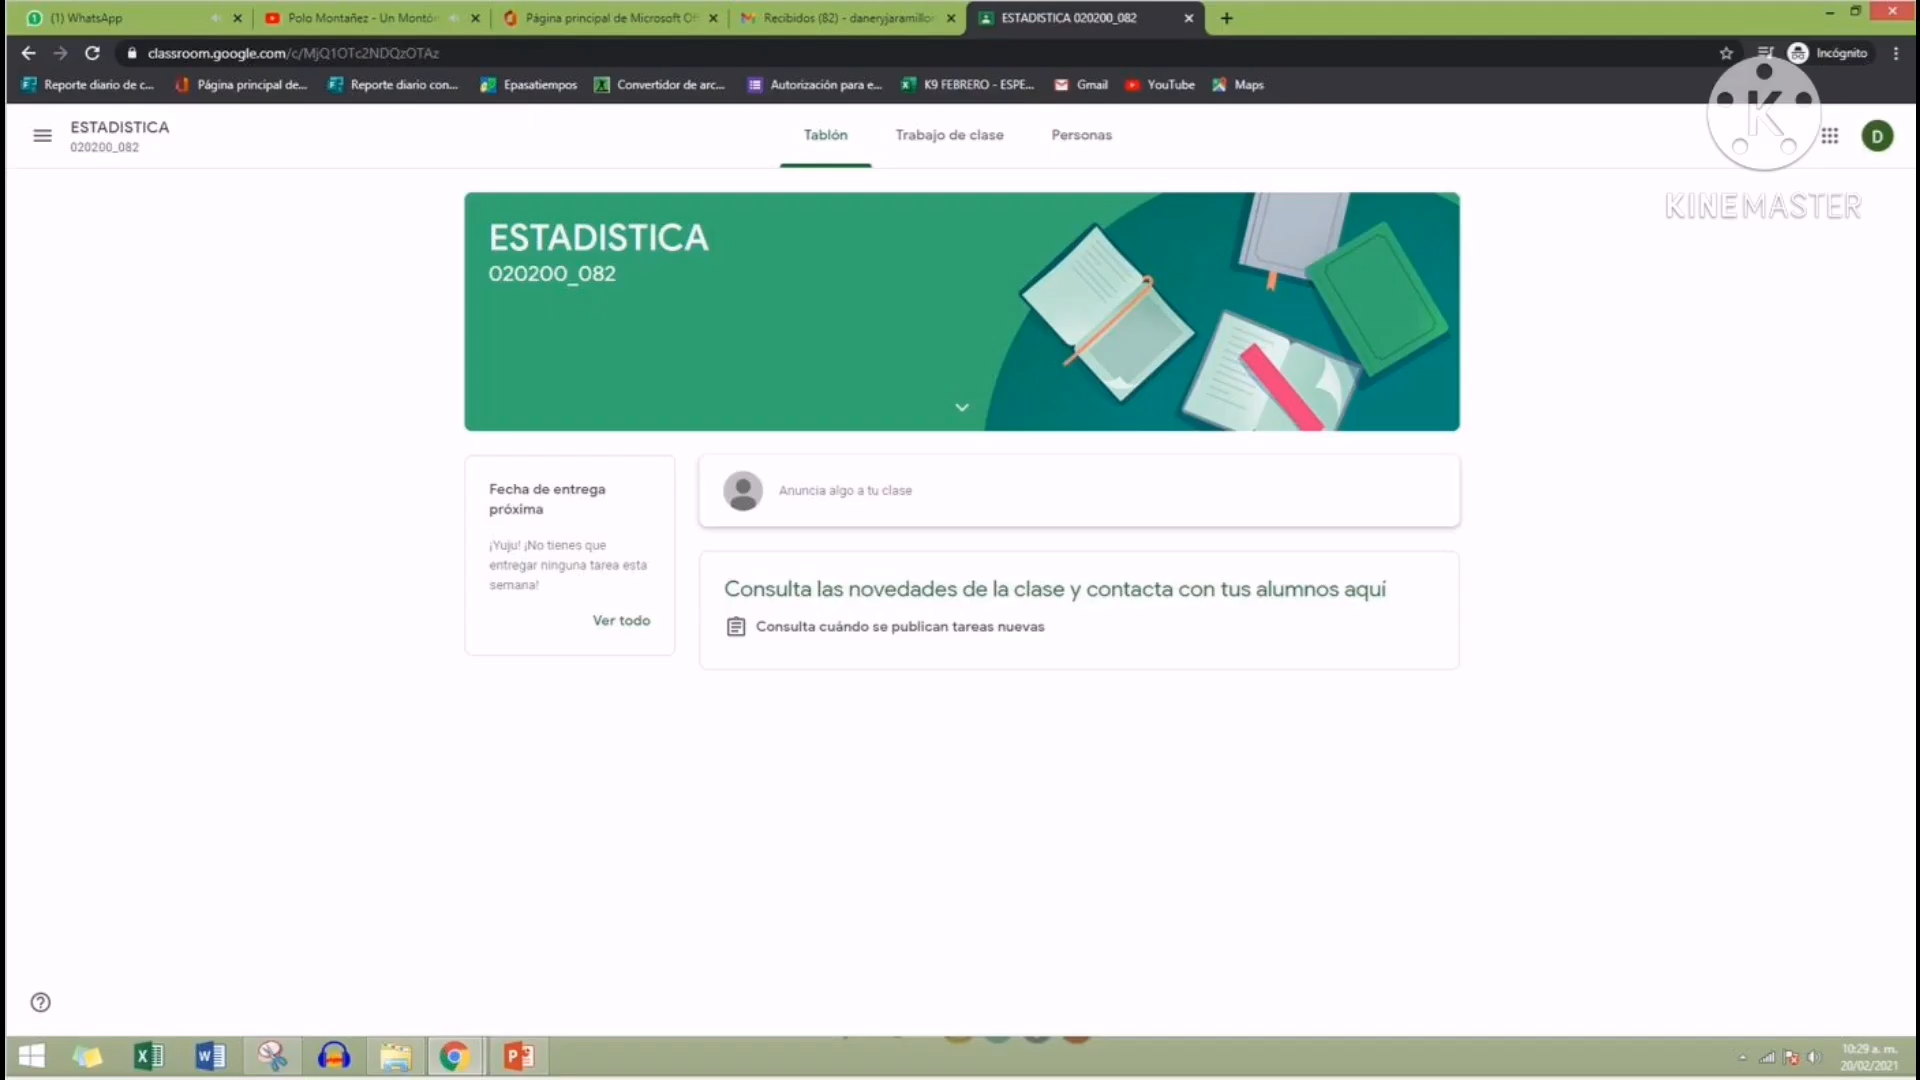 (1) WhatsApp
Polo Montañez - Un Montón
Página principal de Microsoft Of
Recibidos (82) - daneryjaramillor
ESTADISTICA 020200_082
classroom.google.com/c/MjQ1OTc2NDQzOTAz
Incógnito
Reporte diario de c...
Página principal de...
Reporte diario con...
Epasatiempos
Convertidor de arc...
Autorización para e...
K9 FEBRERO - ESPE...
Gmail
YouTube
Maps
ESTADISTICA
020200_082
Tablón
Trabajo de clase
Personas
K
D
KINEMASTER
ESTADISTICA
020200_082
Fecha de entrega
próxima
¡Yuju! ¡No tienes que
entregar ninguna tarea esta
semana!
Ver todo
Anuncia algo a tu clase
Consulta las novedades de la clase y contacta con tus alumnos aquí
Consulta cuándo se publican tareas nuevas
10:29 a. m.
20/02/2021